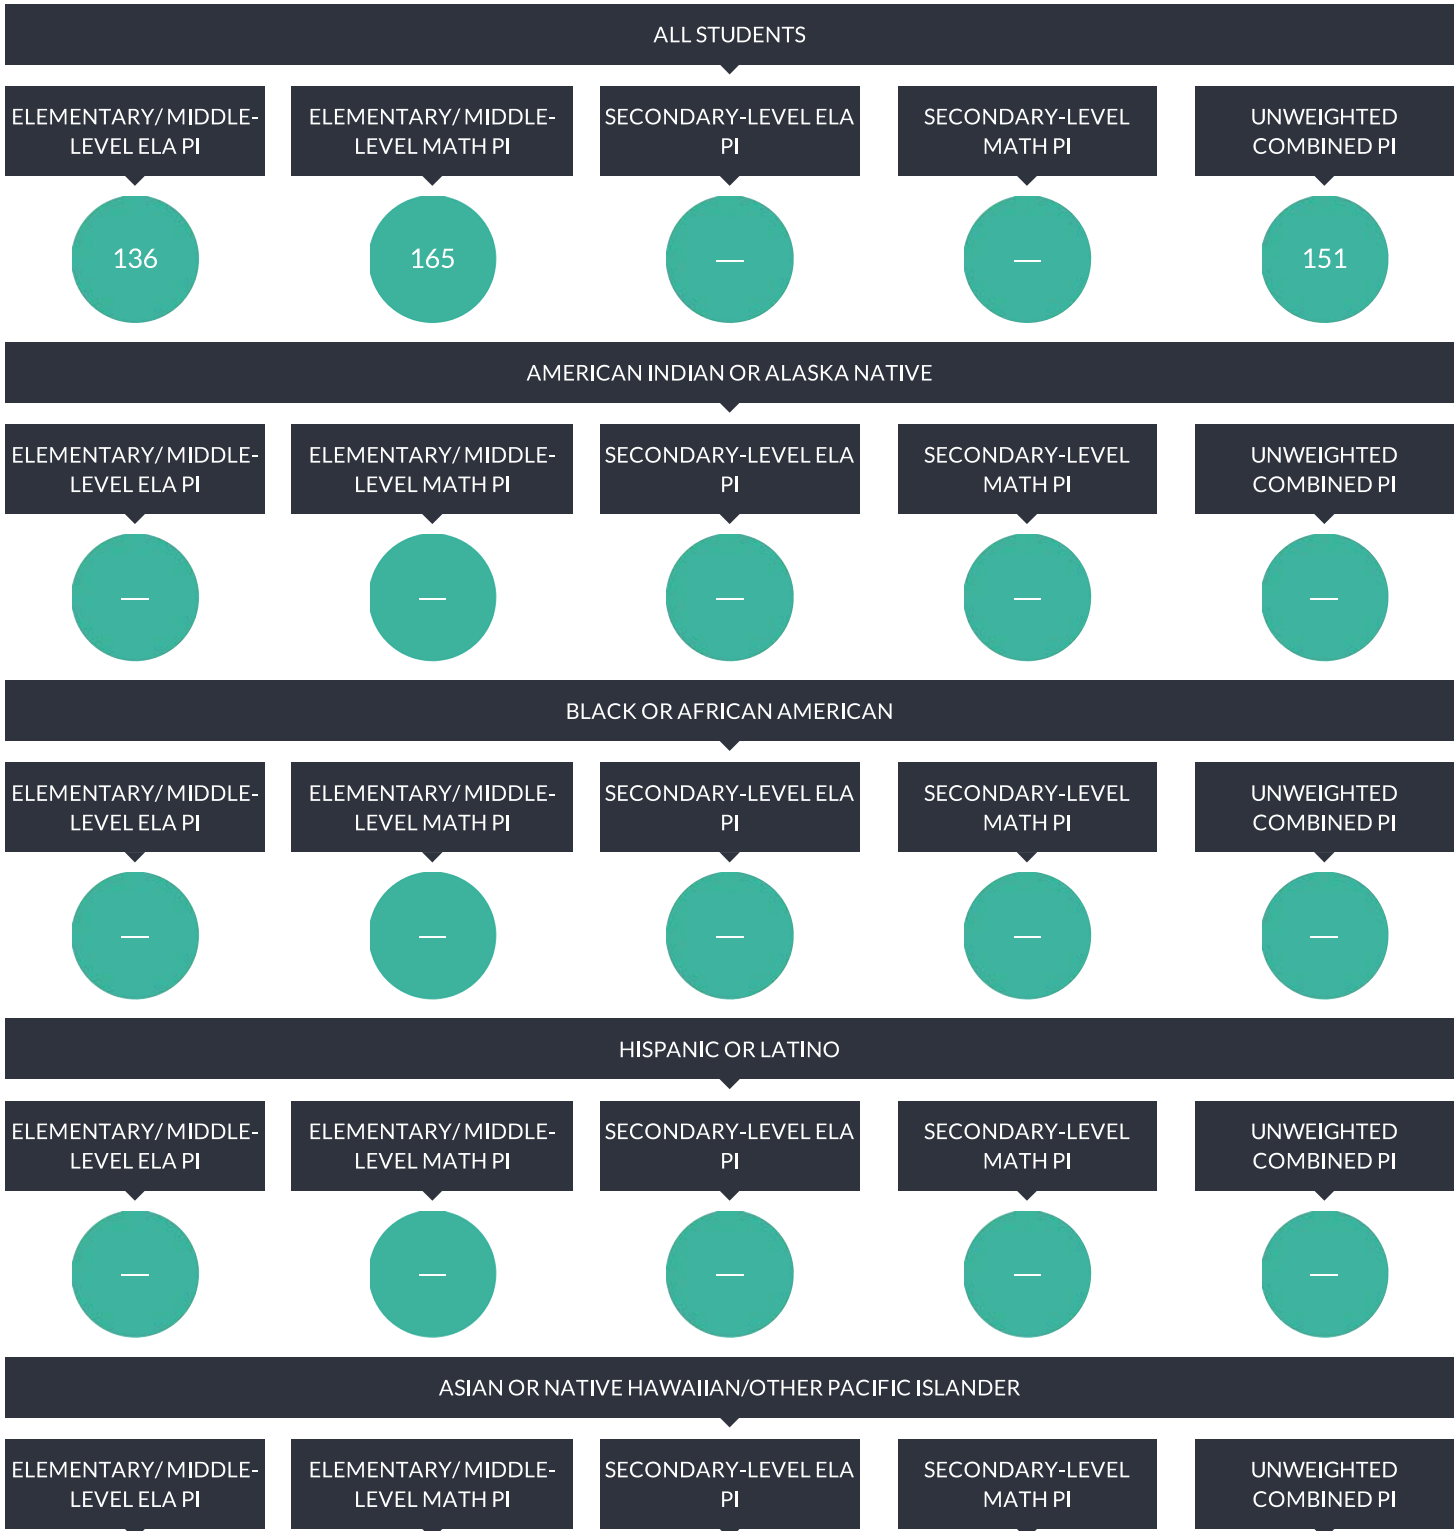 ALL STUDENTS
ELEMENTARY/ MIDDLE-
LEVEL ELA PI
ELEMENTARY/ MIDDLE-
LEVEL MATH PI
SECONDARY-LEVEL ELA
PI
SECONDARY-LEVEL
MATH PI
UNWEIGHTED
COMBINED PI
136
165
—
—
151
AMERICAN INDIAN OR ALASKA NATIVE
ELEMENTARY/ MIDDLE-
LEVEL ELA PI
ELEMENTARY/ MIDDLE-
LEVEL MATH PI
SECONDARY-LEVEL ELA
PI
SECONDARY-LEVEL
MATH PI
UNWEIGHTED
COMBINED PI
—
—
—
—
—
BLACK OR AFRICAN AMERICAN
ELEMENTARY/ MIDDLE-
LEVEL ELA PI
ELEMENTARY/ MIDDLE-
LEVEL MATH PI
SECONDARY-LEVEL ELA
PI
SECONDARY-LEVEL
MATH PI
UNWEIGHTED
COMBINED PI
—
—
—
—
—
HISPANIC OR LATINO
ELEMENTARY/ MIDDLE-
LEVEL ELA PI
ELEMENTARY/ MIDDLE-
LEVEL MATH PI
SECONDARY-LEVEL ELA
PI
SECONDARY-LEVEL
MATH PI
UNWEIGHTED
COMBINED PI
—
—
—
—
—
ASIAN OR NATIVE HAWAIIAN/OTHER PACIFIC ISLANDER
ELEMENTARY/ MIDDLE-
LEVEL ELA PI
ELEMENTARY/ MIDDLE-
LEVEL MATH PI
SECONDARY-LEVEL ELA
PI
SECONDARY-LEVEL
MATH PI
UNWEIGHTED
COMBINED PI